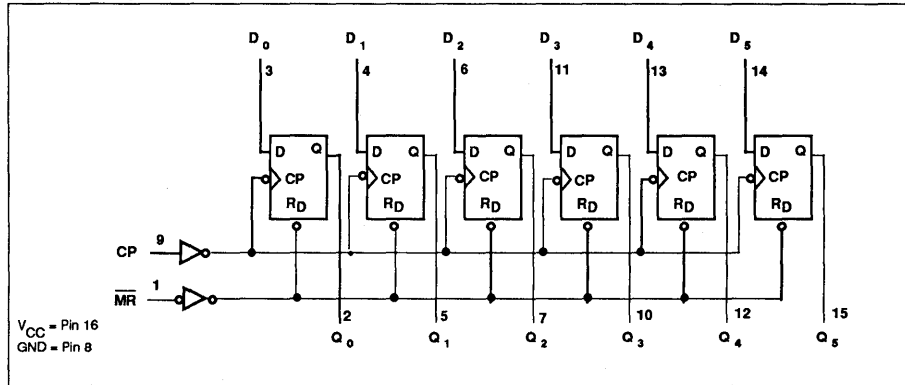 D0 D1 D2 D3 D4 D5
3 4 6 11 13 14
D Q D Q D Q D Q D Q D Q
CP CP CP CP CP CP
RD RD RD RD RD RD
CP 9
MR 1
2 5 7 10 12 15
Q0 Q1 Q2 Q3 Q4 Q5
VCC = Pin 16
GND = Pin 8